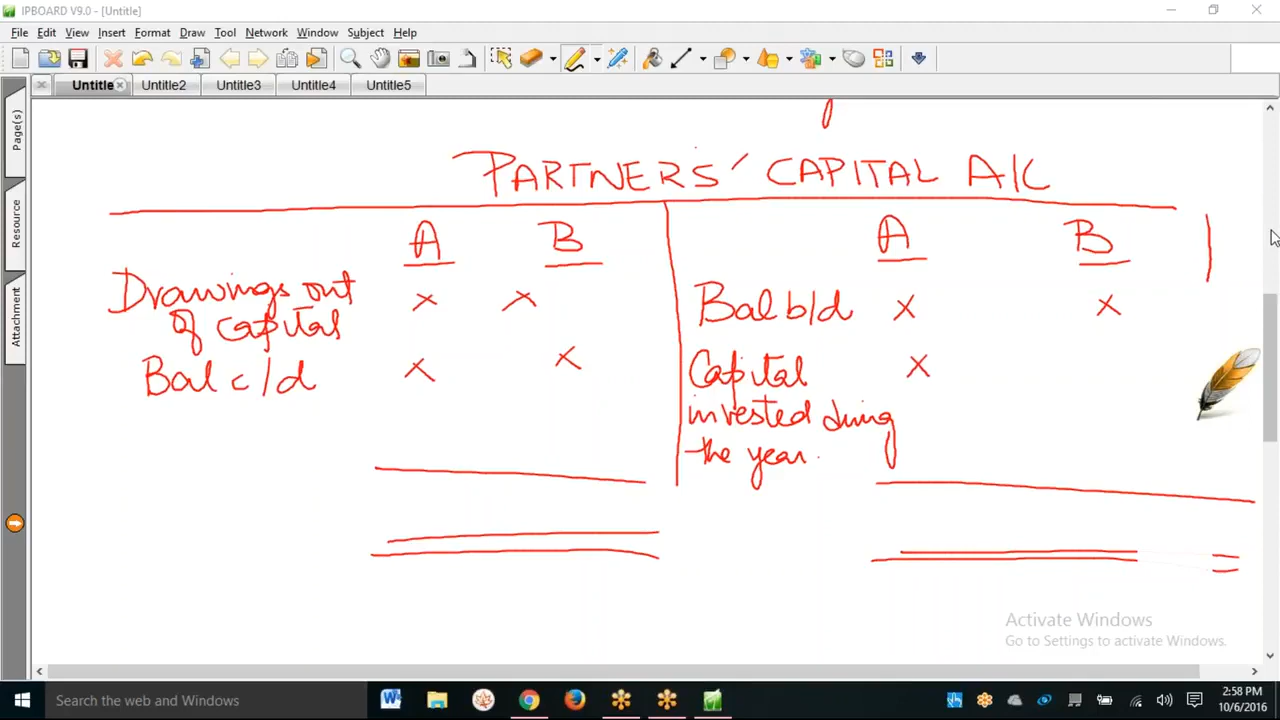 IPBOARD V9.0 - [Untitle]
File Edit View Insert Format Draw Tool Network Window Subject Help
Untitle Untitle2 Untitle3 Untitle4 Untitle5
Page(s)
Resource
Attachment
PARTNERS' CAPITAL A/C
A B A B
Drawings out x x Bal b/d x x
of capital
Bal c/d x x Capital x
invested during
the year.
Activate Windows
Go to Settings to activate Windows.
Search the web and Windows
2:58 PM
10/6/2016